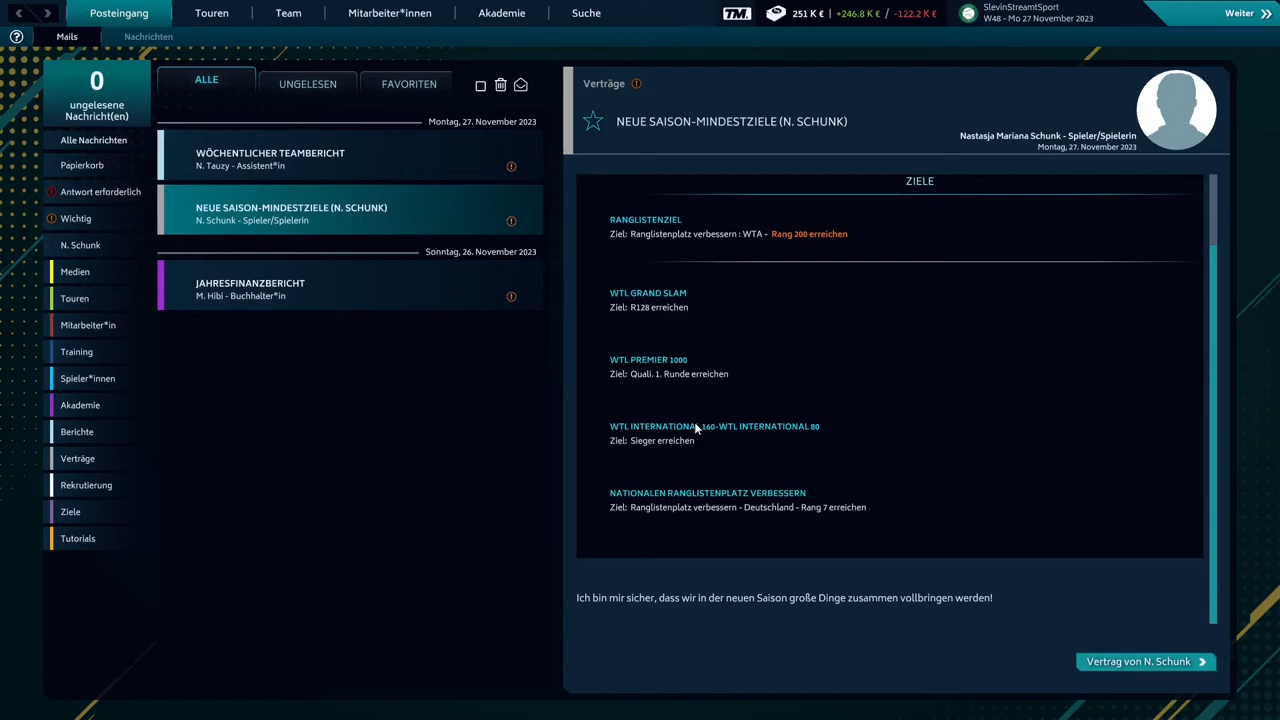 Posteingang
Touren
Team
Mitarbeiter*innen
Akademie
Suche
TM.
251 K € | +246.8 K € / -122.2 K €
SlevinStreamSport
W48 - Mo 27 November 2023
Weiter
?
Mails
Nachrichten
0
ungelesene
Nachricht(en)
Alle Nachrichten
Papierkorb
Antwort erforderlich
Wichtig
N. Schunk
Medien
Touren
Mitarbeiter*in
Training
Spieler*innen
Akademie
Berichte
Verträge
Rekrutierung
Ziele
Tutorials
ALLE
UNGELESEN
FAVORITEN
Montag, 27. November 2023
WÖCHENTLICHER TEAMBERICHT
N. Tauzy - Assistent*in
NEUE SAISON-MINDESTZIELE (N. SCHUNK)
N. Schunk - Spieler/Spielerin
Sonntag, 26. November 2023
JAHRESFINANZBERICHT
M. Hibi - Buchhalter*in
Verträge
NEUE SAISON-MINDESTZIELE (N. SCHUNK)
Nastasja Mariana Schunk - Spieler/Spielerin
Montag, 27. November 2023
ZIELE
RANGLISTENZIEL
Ziel: Ranglistenplatz verbessern : WTA - Rang 200 erreichen
WTL GRAND SLAM
Ziel: R128 erreichen
WTL PREMIER 1000
Ziel: Quali. 1. Runde erreichen
WTL INTERNATIONAL 160-WTL INTERNATIONAL 80
Ziel: Sieger erreichen
NATIONALEN RANGLISTENPLATZ VERBESSERN
Ziel: Ranglistenplatz verbessern - Deutschland - Rang 7 erreichen
Ich bin mir sicher, dass wir in der neuen Saison große Dinge zusammen vollbringen werden!
Vertrag von N. Schunk